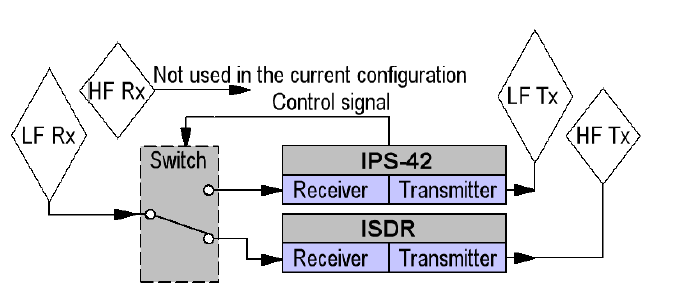 Not used in the current configuration
HF Rx
LF Tx
Control signal
LF Rx
HF Tx
Switch
IPS-42
Receiver
Transmitter
ISDR
Receiver
Transmitter